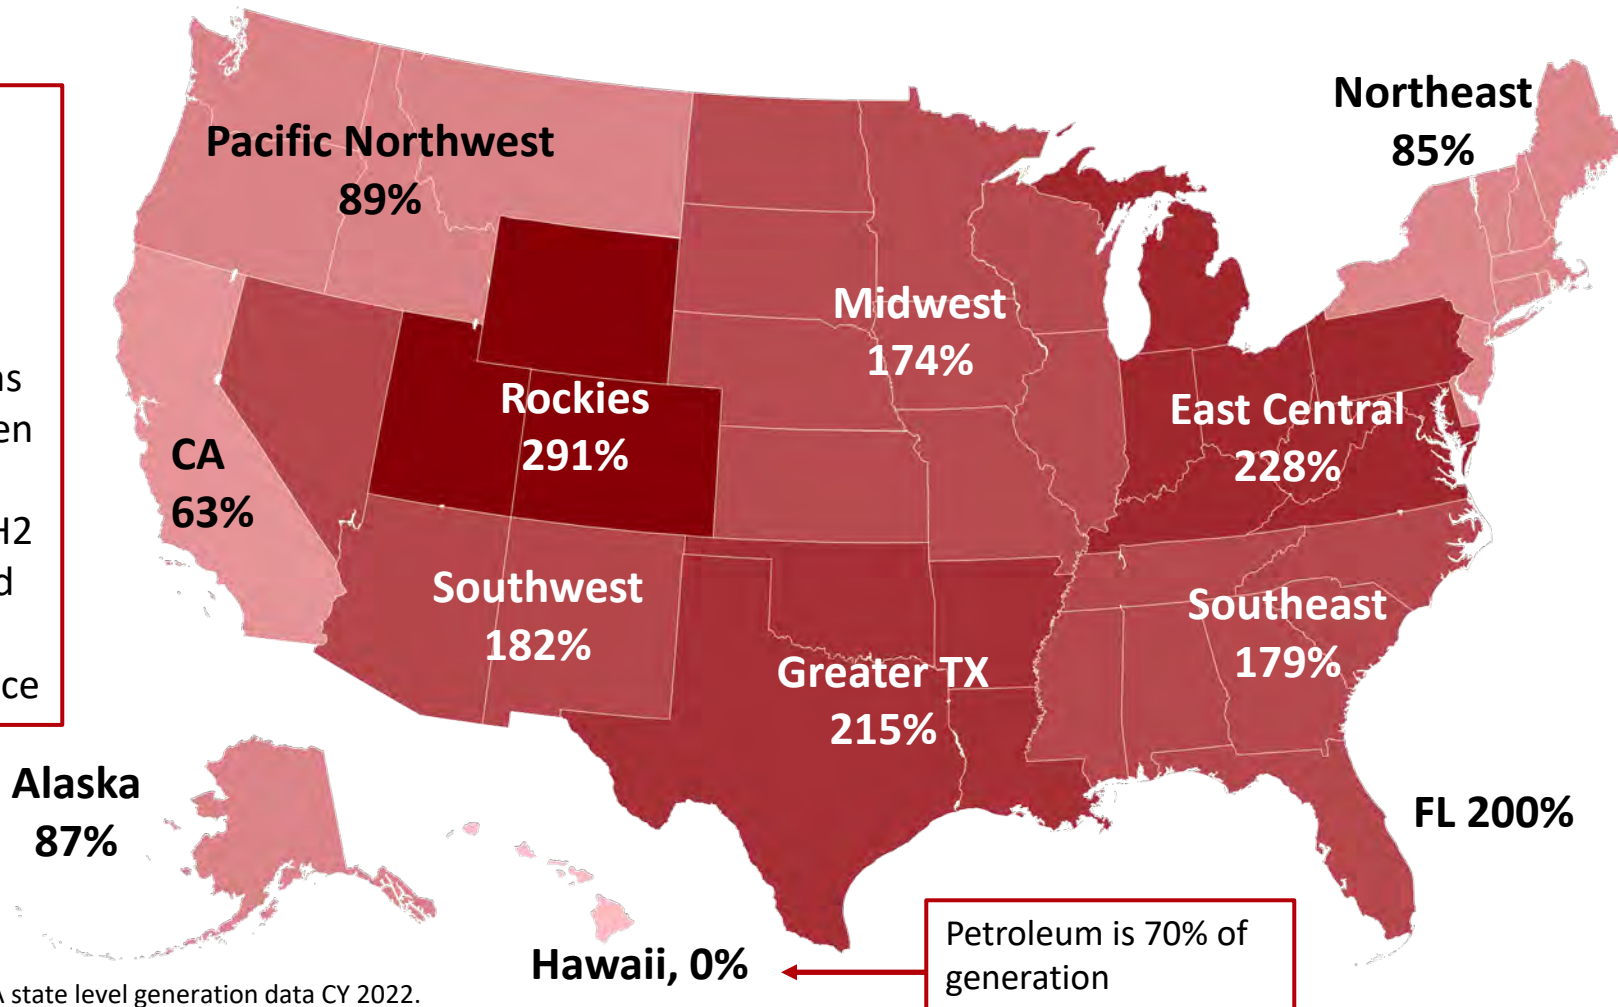 Northeast
85%
Pacific Northwest
89%
Midwest
174%
Rockies
291%
East Central
228%
CA
63%
Southwest
182%
Southeast
179%
Greater TX
215%
Alaska
87%
FL 200%
Hawaii, 0%
Petroleum is 70% of
generation
H2
state level generation data CY 2022.